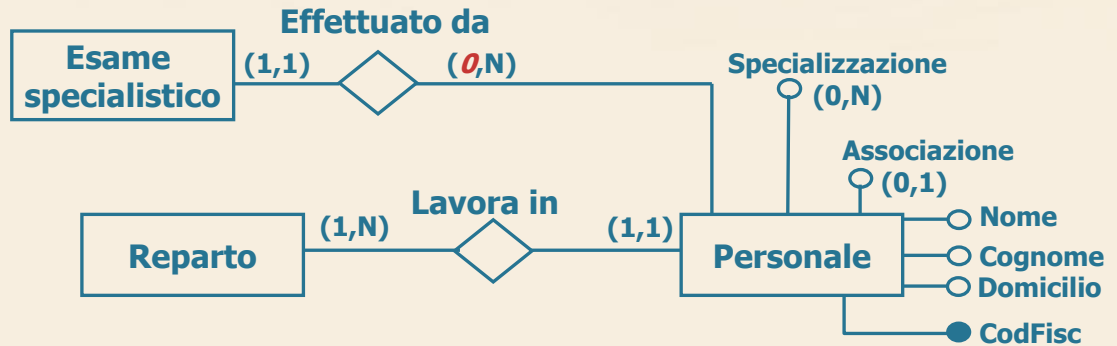 Effettuato da
Esame
specialistico
(1,1)
(0,N)
Specializzazione
(0,N)
Associazione
(0,1)
Lavora in
Reparto
(1,N)
(1,1)
Personale
Nome
Cognome
Domicilio
CodFisc